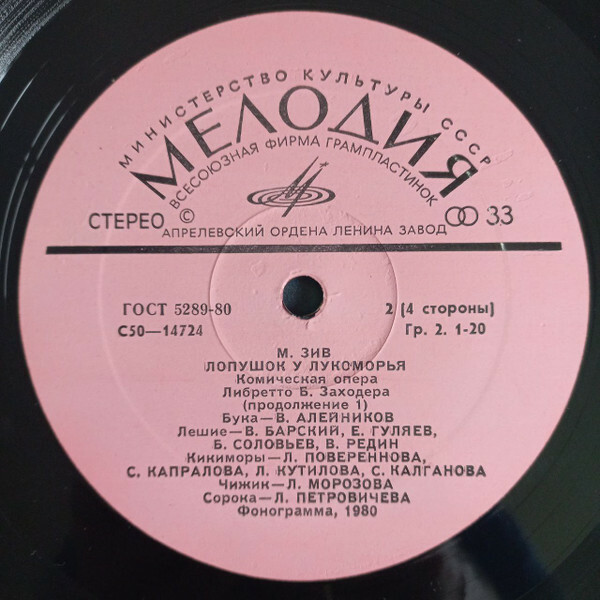 МИНИСТЕРСТВО КУЛЬТУРЫ СССР
МЕЛОДИЯ
ВСЕСОЮЗНАЯ ФИРМА ГРАМПЛАСТИНОК
СТЕРЕО © 33
АПРЕЛЕВСКИЙ ОРДЕНА ЛЕНИНА ЗАВОД
ГОСТ 5289-80 2 (4 стороны)
С50—14724 Гр. 2. 1-20
М. ЗИВ
ЛОПУШОК У ЛУКОМОРЬЯ
Комическая опера
Либретто Б. Заходера
(продолжение 1)
Бука—В. АЛЕЙНИКОВ
Лешие—В. БАРСКИЙ, Е. ГУЛЯЕВ,
Б. СОЛОВЬЕВ, В. РЕДИН
Кикиморы—Л. ПОВЕРЕННОВА,
С. КАПРАЛОВА, Л. КУТИЛОВА, С. КАЛГАНОВА
Чижик—Л. МОРОЗОВА
Сорока—Л. ПЕТРОВИЧЕВА
Фонограмма, 1980